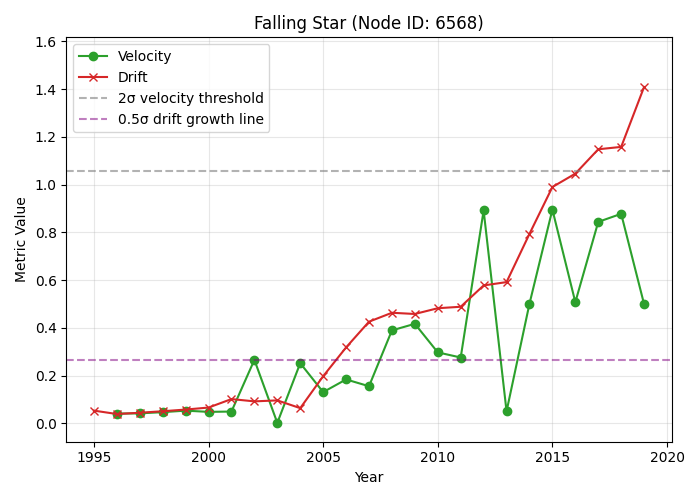 Falling Star (Node ID: 6568)
Velocity
Drift
2σ velocity threshold
0.5σ drift growth line
Metric Value
1.6
1.4
1.2
1.0
0.8
0.6
0.4
0.2
0.0
1995 2000 2005 2010 2015 2020
Year